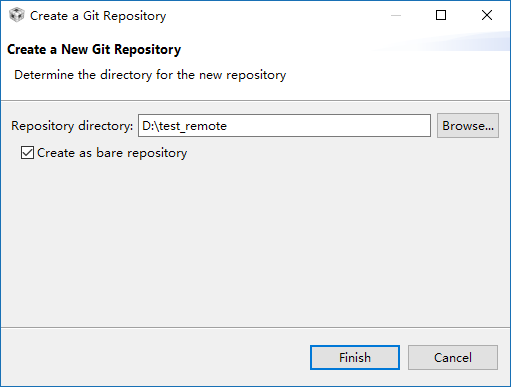 Create a Git Repository
Create a New Git Repository
Determine the directory for the new repository
Repository directory: D:\test_remote Browse...
Create as bare repository
Finish Cancel